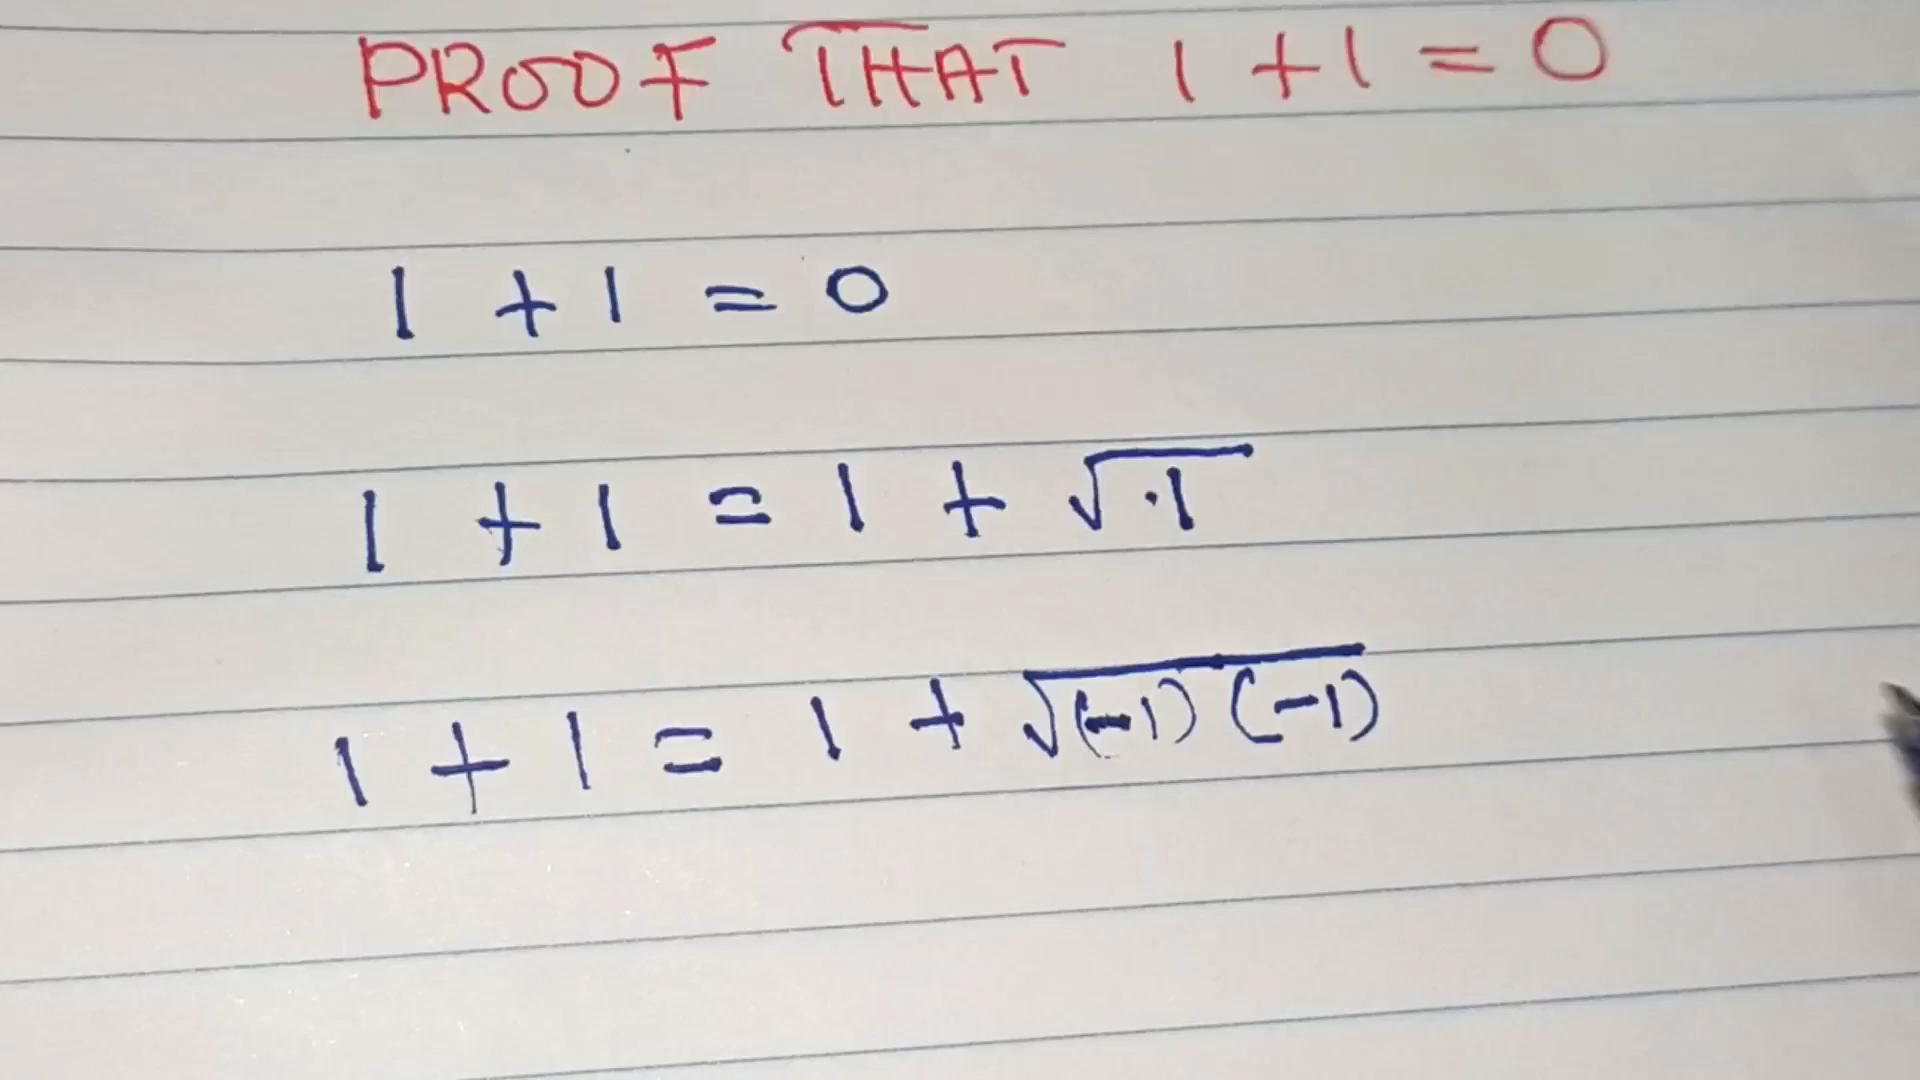 PROOF THAT 1 + 1 = 0
1 + 1 = 0
1 + 1 = 1 + √1
1 + 1 = 1 + √(-1)(-1)